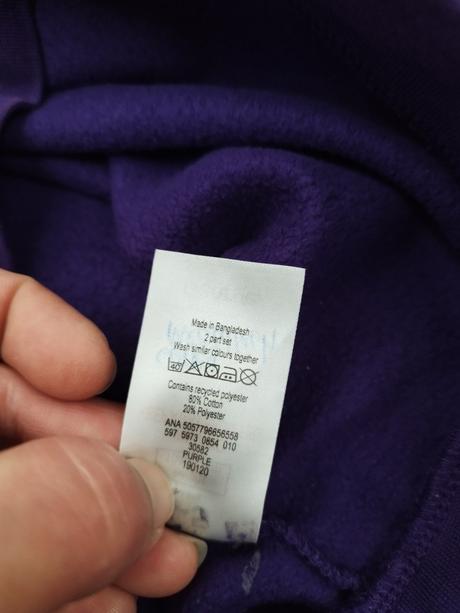 Made in Bangladesh
2 part set
Wash similar colours together
40
Contains recycled polyester
80% Cotton
20% Polyester
ANA 5057796656558
597 5973 0854 010
30582
PURPLE
190120